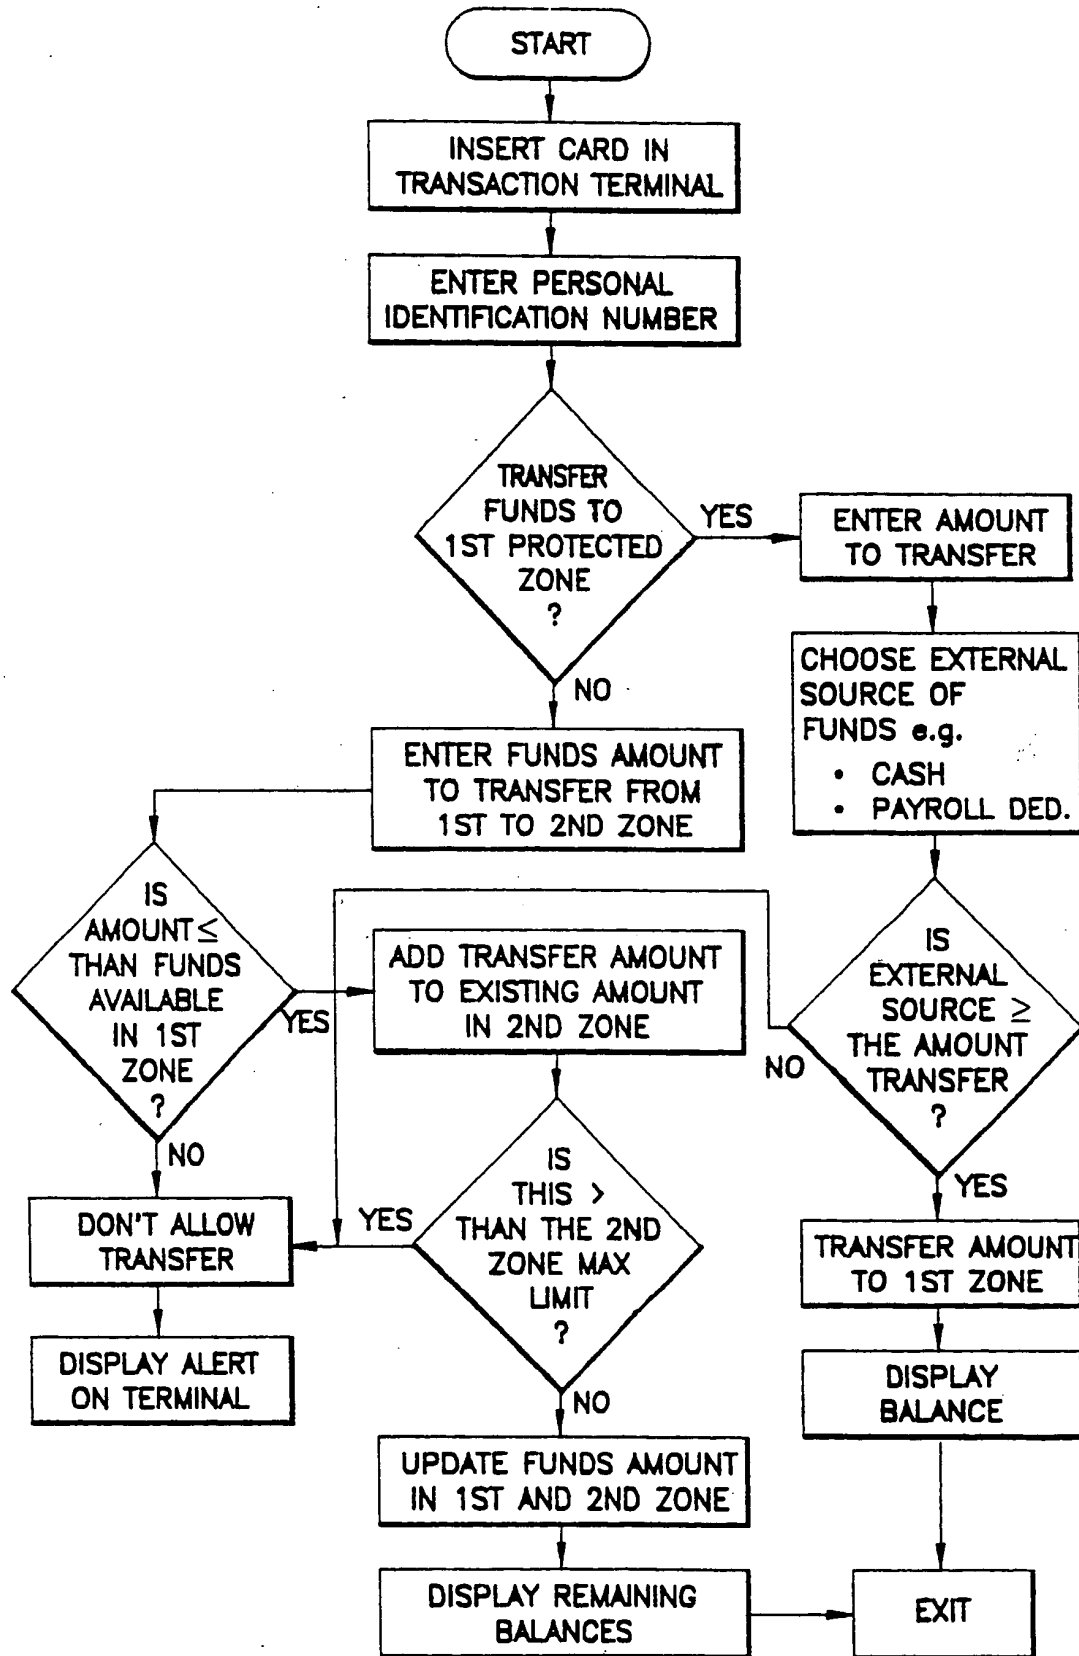 START
INSERT CARD IN
TRANSACTION TERMINAL
ENTER PERSONAL
IDENTIFICATION NUMBER
TRANSFER
FUNDS TO
1ST PROTECTED
ZONE
?
YES
ENTER AMOUNT
TO TRANSFER
NO
CHOOSE EXTERNAL
SOURCE OF
FUNDS e.g.
• CASH
• PAYROLL DED.
ENTER FUNDS AMOUNT
TO TRANSFER FROM
1ST TO 2ND ZONE
IS
AMOUNT≤
THAN FUNDS
AVAILABLE
IN 1ST
ZONE
?
YES
NO
ADD TRANSFER AMOUNT
TO EXISTING AMOUNT
IN 2ND ZONE
IS
EXTERNAL
SOURCE ≥
THE AMOUNT
TRANSFER
?
NO
YES
DON'T ALLOW
TRANSFER
YES
IS
THIS >
THAN THE 2ND
ZONE MAX
LIMIT
?
NO
TRANSFER AMOUNT
TO 1ST ZONE
DISPLAY ALERT
ON TERMINAL
DISPLAY
BALANCE
UPDATE FUNDS AMOUNT
IN 1ST AND 2ND ZONE
DISPLAY REMAINING
BALANCES
EXIT